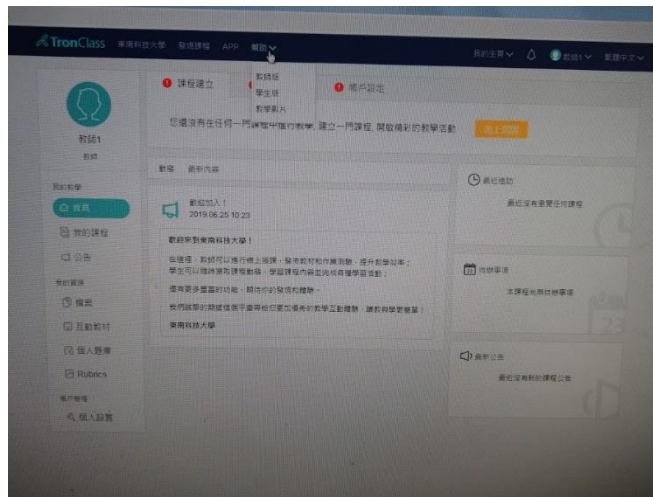 TronClass 東南科技大學 發現課程 APP 幫助
我的主頁 教師1 繁體中文
教師版
學生版
教學影片
課程建立
帳戶設定
您還沒有在任何一門課程中進行教學, 建立一門課程, 開啟精彩的教學活動
教師1
教師
動態 最新內容
最近造訪
最近沒有查閱任何課程
我的教學
首頁
我的課程
公告
我的資源
檔案
互動教材
個人題庫
Rubrics
帳戶管理
個人設置
歡迎加入!
2019.06.25 10:23
歡迎來到東南科技大學!
在這裡,教師可以進行線上授課,發佈教材和作業測驗,提升教學效率;
學生可以隨時獲取課程動態,學習課程內容並完成各種學習活動;
還有更多豐富的功能,期待你的發現和體驗。
我們誠摯的期望這個平臺帶給您更加優秀的教學互動體驗,讓教與學更簡單!
東南科技大學
待辦事項
本課程尚無待辦事項
23
最新公告
最近沒有新的課程公告